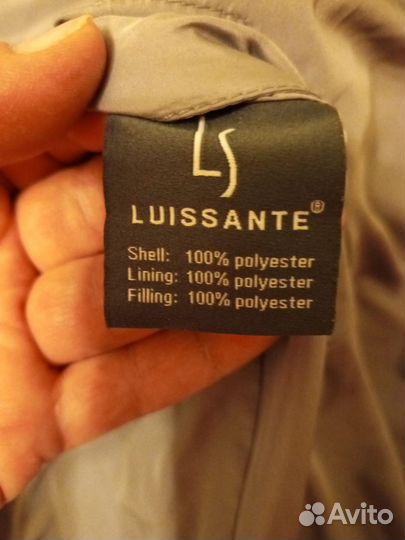 LS
LUISSANTE®
Shell: 100% polyester
Lining: 100% polyester
Filling: 100% polyester
Avito